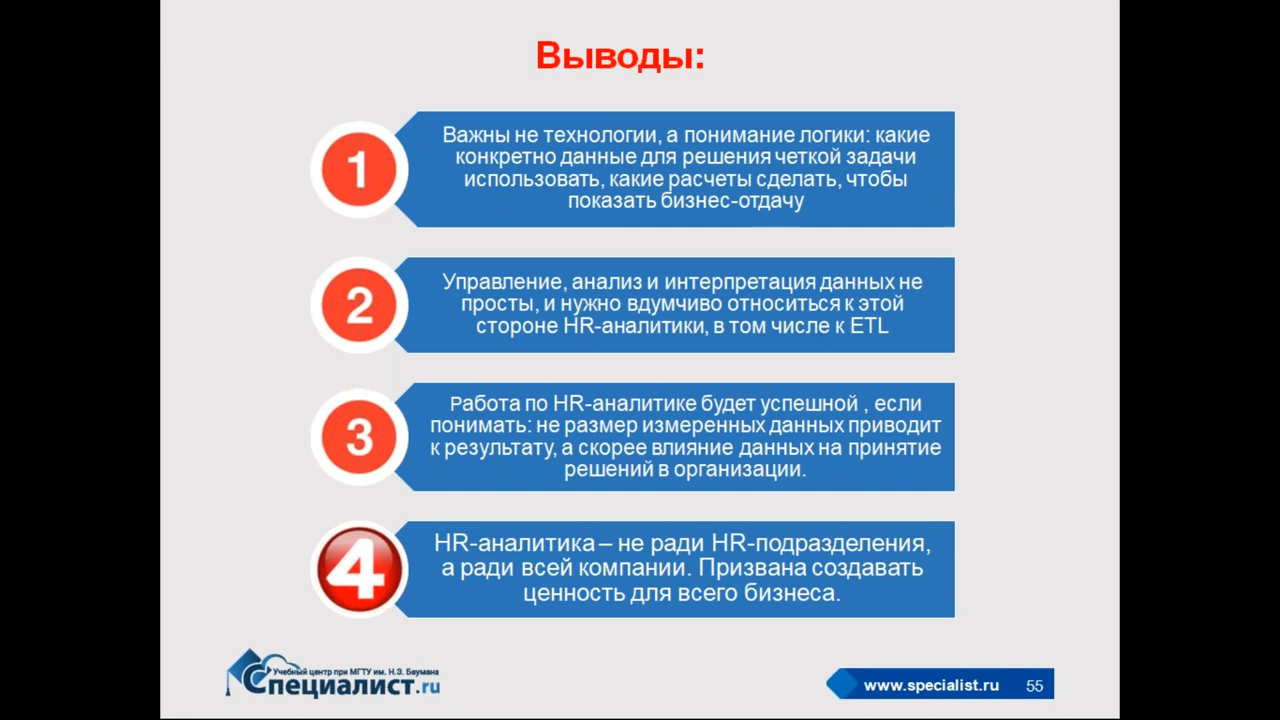 Выводы:
1
Важны не технологии, а понимание логики: какие
конкретно данные для решения четкой задачи
использовать, какие расчеты сделать, чтобы
показать бизнес-отдачу
2
Управление, анализ и интерпретация данных не
просты, и нужно вдумчиво относиться к этой
стороне HR-аналитики, в том числе к ETL
3
Работа по HR-аналитике будет успешной , если
понимать: не размер измеренных данных приводит
к результату, а скорее влияние данных на принятие
решений в организации.
4
HR-аналитика – не ради HR-подразделения,
а ради всей компании. Призвана создавать
ценность для всего бизнеса.
Учебный центр при МГТУ им. Н.Э. Баумана
Специалист.ru
www.specialist.ru 55